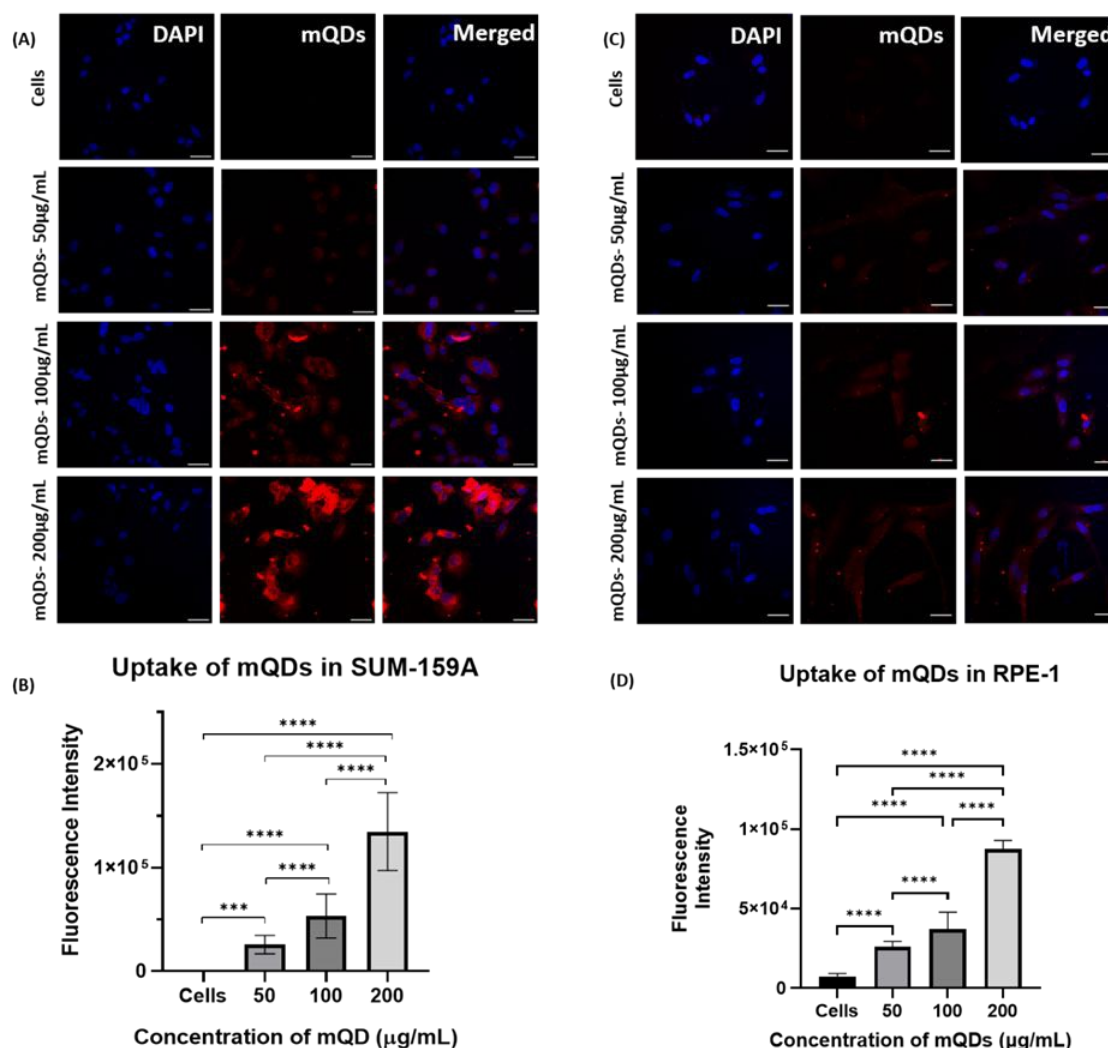 (A)
DAPI mQDs Merged
Cells
mQDs- 50µg/mL
mQDs- 100µg/mL
mQDs- 200µg/mL
(C)
DAPI mQDs Merged
Cells
mQDs- 50µg/mL
mQDs- 100µg/mL
mQDs- 200µg/mL
(B)
Uptake of mQDs in SUM-159A
Fluorescence Intensity
2×10⁵
1×10⁵
0
****
****
****
****
****
***
Cells 50 100 200
Concentration of mQD (µg/mL)
(D)
Uptake of mQDs in RPE-1
Fluorescence
Intensity
1.5×10⁵
1×10⁵
5×10⁴
0
****
****
**** ****
****
****
Cells 50 100 200
Concentration of mQDs (µg/mL)